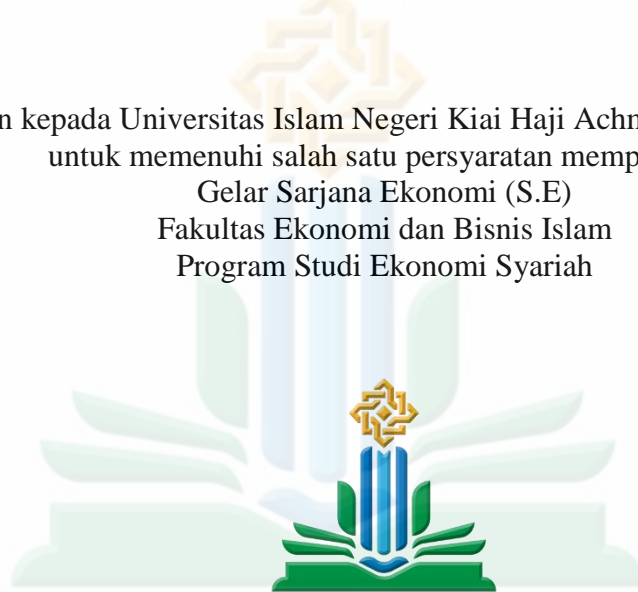 n kepada Universitas Islam Negeri Kiai Haji Achm
untuk memenuhi salah satu persyaratan memp
Gelar Sarjana Ekonomi (S.E)
Fakultas Ekonomi dan Bisnis Islam
Program Studi Ekonomi Syariah